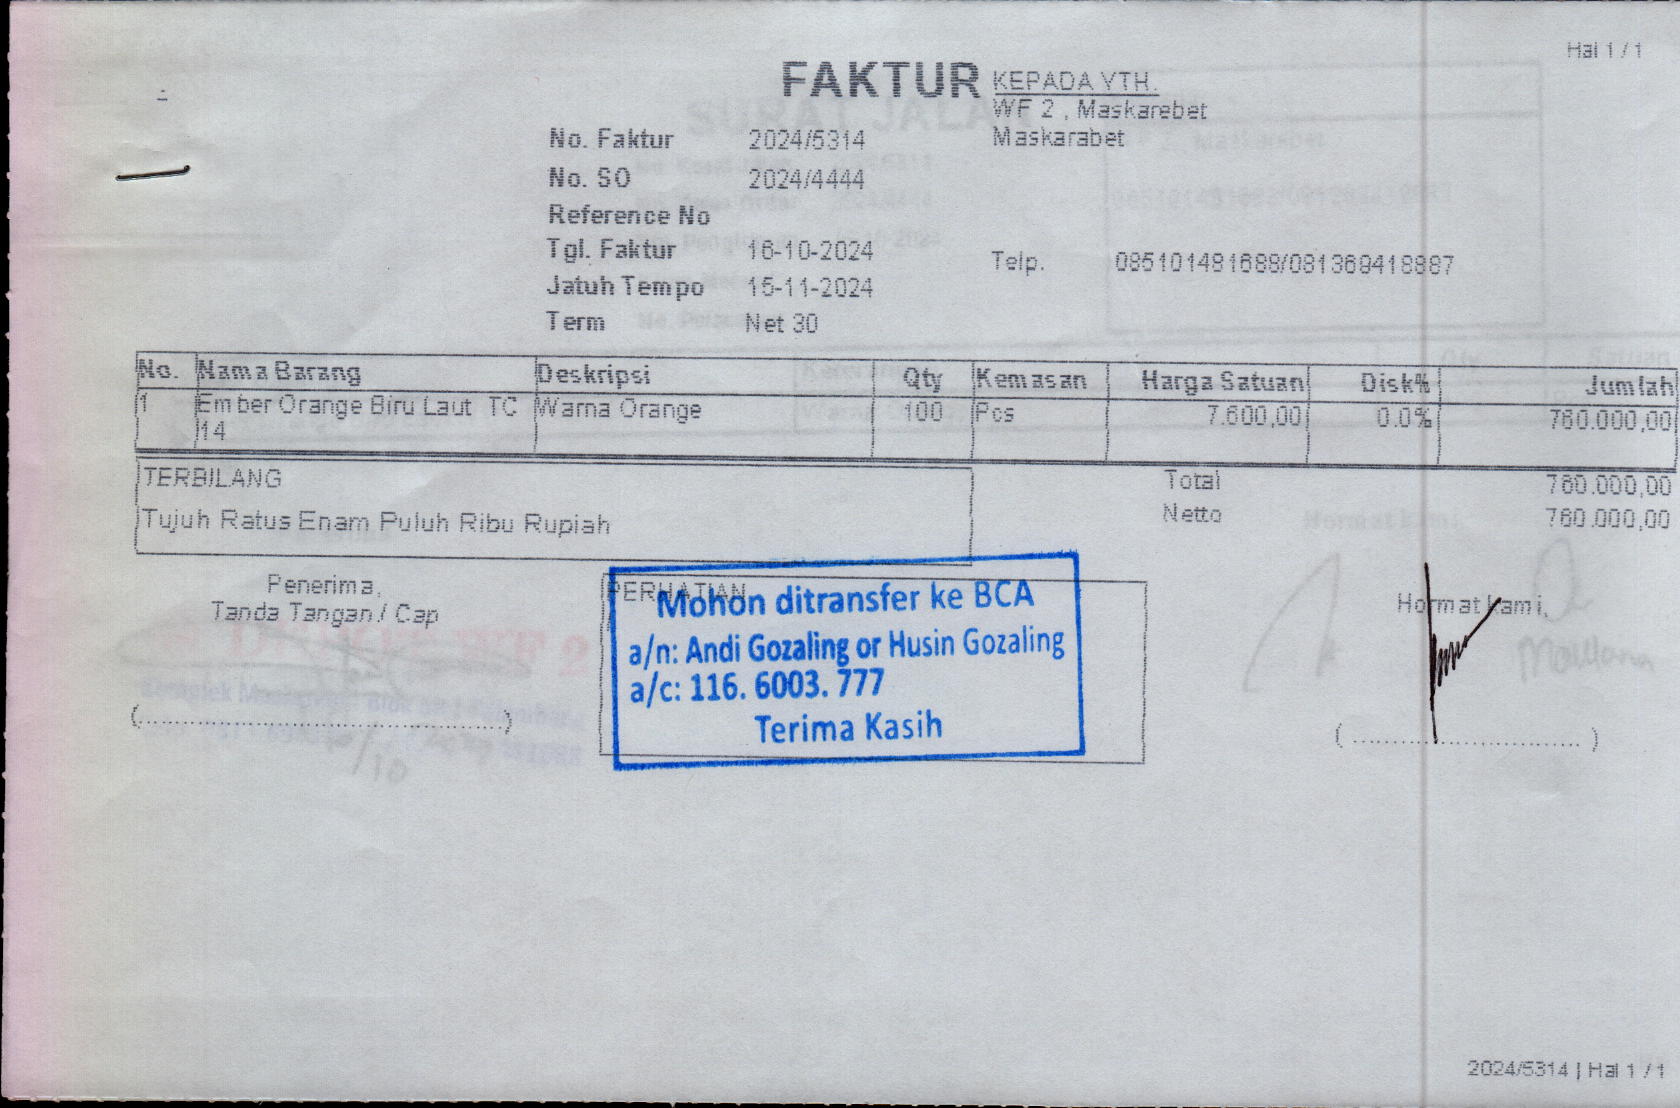 Hal 1 / 1
FAKTUR
KEPADA YTH.
WF 2 , Maskarebet
Maskarabet
No. Faktur 2024/5314
No. SO 2024/4444
Reference No
Tgl. Faktur 16-10-2024
Telp. 085101481688/081369418887
Jatuh Tempo 15-11-2024
Term Net 30
No. Nama Barang Deskripsi Qty Kemasan Harga Satuan Disk% Jumlah
1 Ember Orange Biru Laut TC Warna Orange 100 Pcs 7.600,00 0.0% 760.000,00
14
TERBILANG
Total 760.000,00
Tujuh Ratus Enam Puluh Ribu Rupiah
Netto 760.000,00
Penerima,
Tanda Tangan / Cap
PERHATIAN
Mohon ditransfer ke BCA
a/n: Andi Gozaling or Husin Gozaling
a/c: 116. 6003. 777
Terima Kasih
Hormat kami,
Maulana
(..............................................)
( ............................... )
2024/5314 | Hal 1 / 1